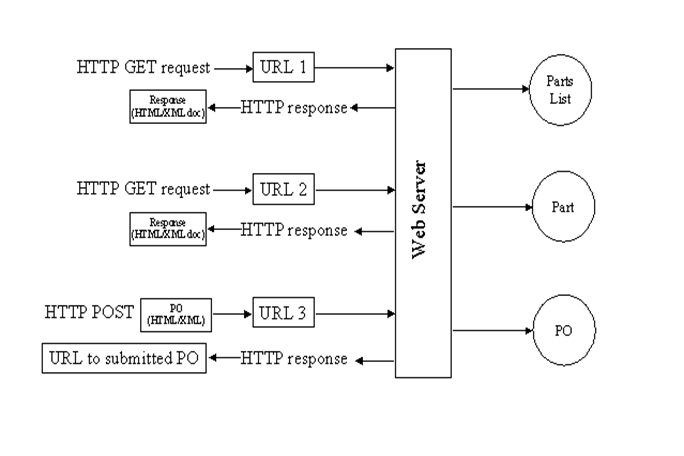 HTTP GET request
URL 1
Response
(HTML/XML doc)
HTTP response
Parts
List
HTTP GET request
URL 2
Response
(HTML/XML doc)
HTTP response
Part
Web Server
HTTP POST
PO
(HTML/XML)
URL 3
URL to submitted PO
HTTP response
PO